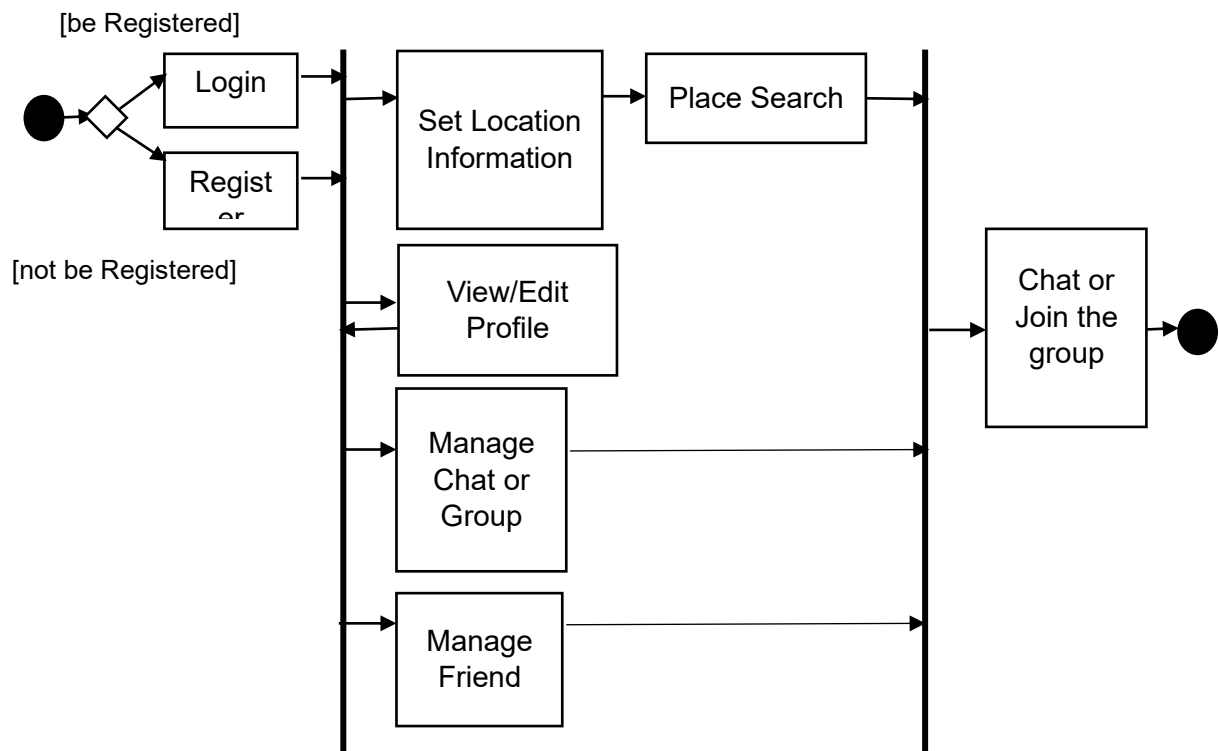 [be Registered]
Login
Regist
er
[not be Registered]
Set Location
Information
Place Search
View/Edit
Profile
Manage
Chat or
Group
Manage
Friend
Chat or
Join the
group